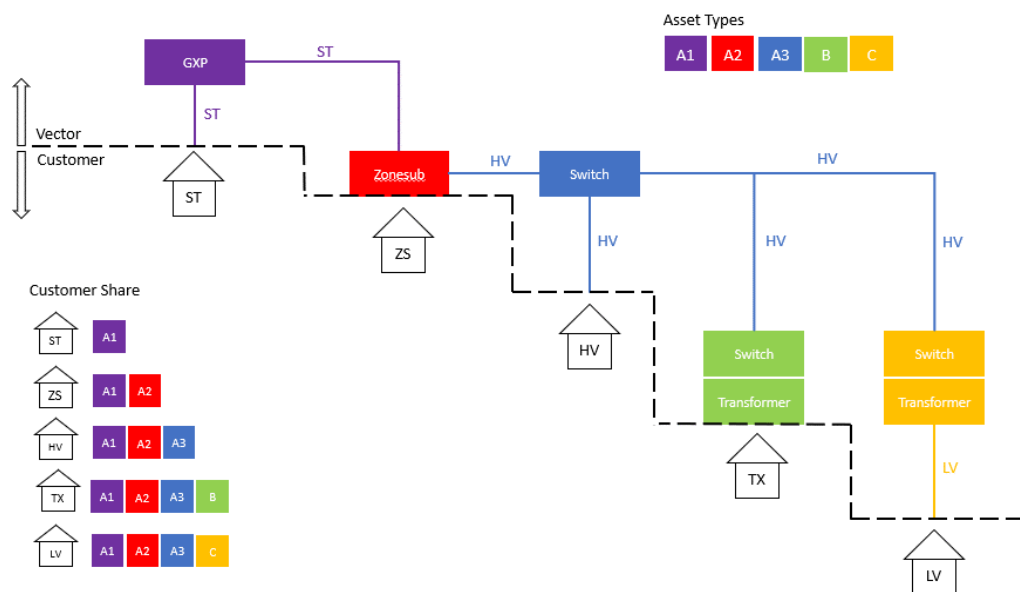 Asset Types
A1 A2 A3 B C
GXP
ST
ST
Vector
Customer
ST
Zonesub
HV
Switch
HV
ZS
HV
HV
HV
HV
Switch
Transformer
TX
Switch
Transformer
LV
LV
Customer Share
ST A1
ZS A1 A2
HV A1 A2 A3
TX A1 A2 A3 B
LV A1 A2 A3 C